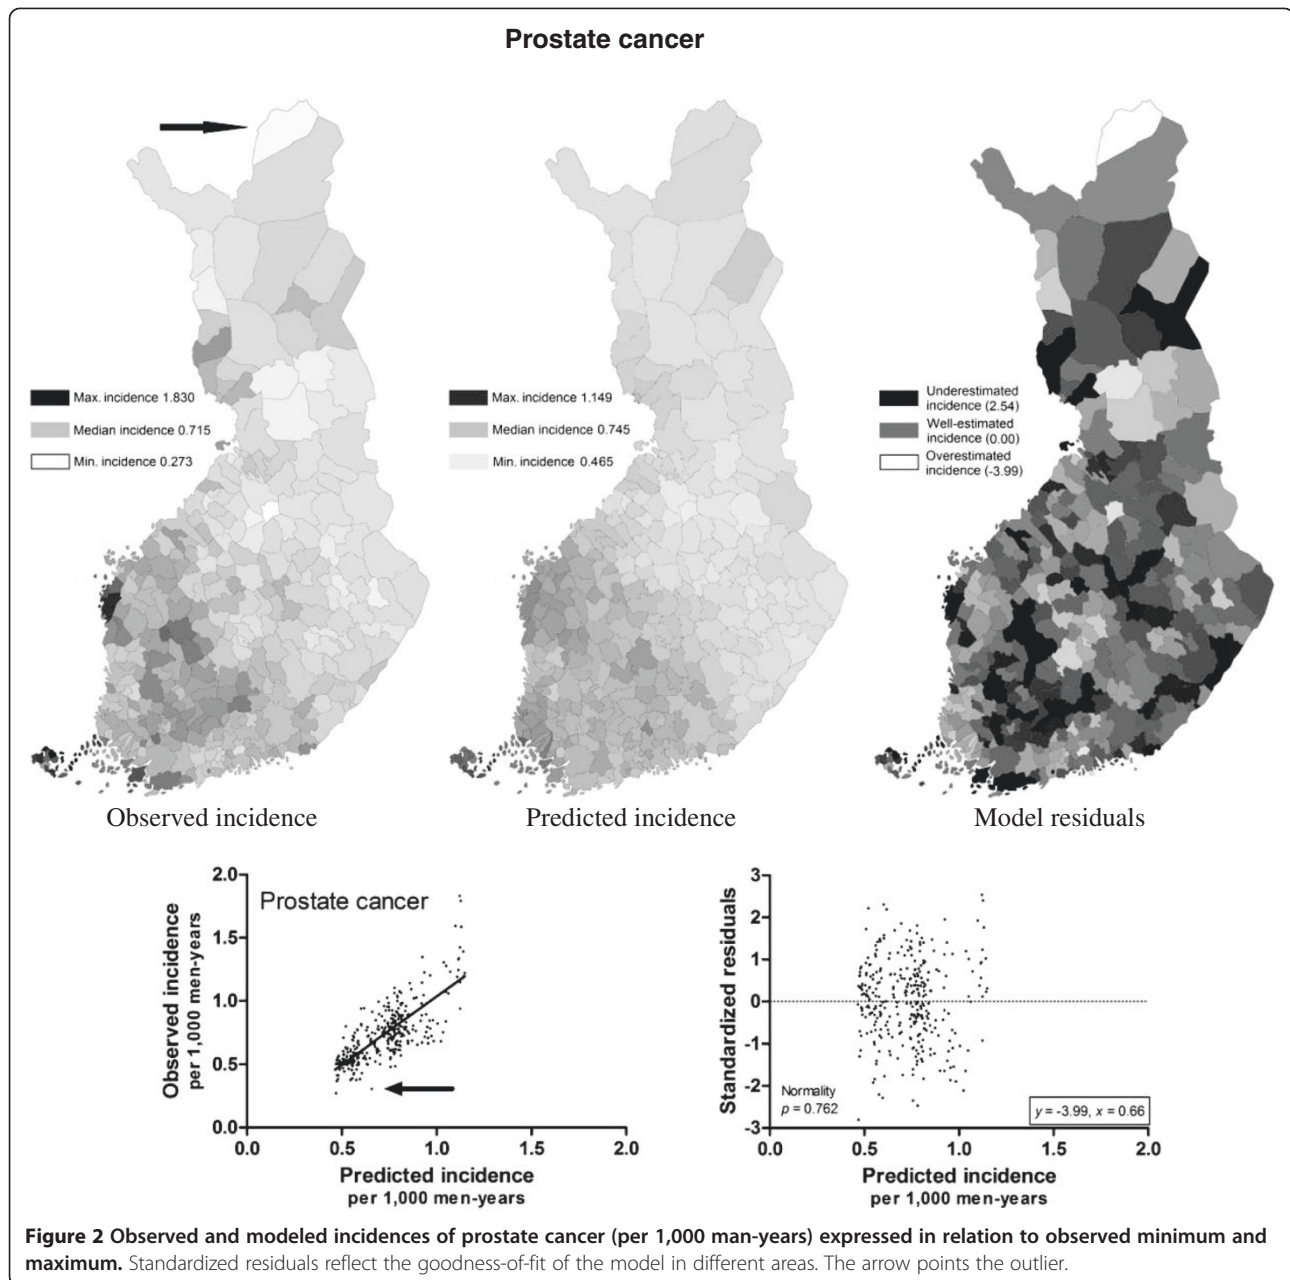 Prostate cancer
Max. incidence 1.830
Median incidence 0.715
Min. incidence 0.273
Max. incidence 1.149
Median incidence 0.745
Min. incidence 0.465
Underestimated
incidence (2.54)
Well-estimated
incidence (0.00)
Overestimated
incidence (-3.99)
Observed incidence
Predicted incidence
Model residuals
Prostate cancer
Observed incidence
per 1,000 men-years
2.0
1.5
1.0
0.5
0.0
0.0 0.5 1.0 1.5 2.0
Predicted incidence
per 1,000 men-years
Standardized residuals
3
2
1
0
-1
-2
-3
Normality
p = 0.762
y = -3.99, x = 0.66
0.0 0.5 1.0 1.5 2.0
Predicted incidence
per 1,000 men-years
Figure 2 Observed and modeled incidences of prostate cancer (per 1,000 man-years) expressed in relation to observed minimum and
maximum. Standardized residuals reflect the goodness-of-fit of the model in different areas. The arrow points the outlier.